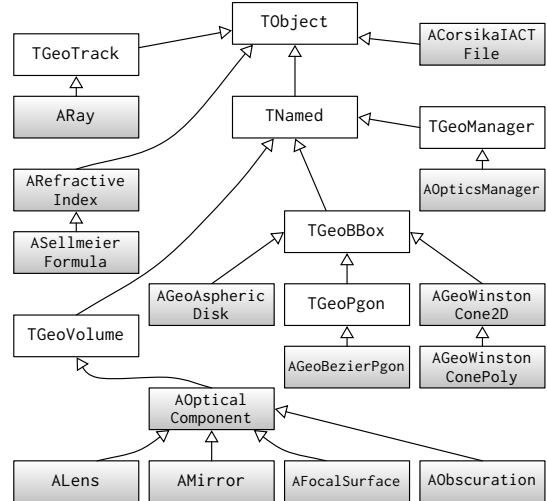 TObject
ACorsikaIACT
File
TGeoTrack
ARay
TNamed
TGeoManager
ARefractive
Index
AOpticsManager
ASellmeier
Formula
TGeoBBox
AGeoAspheric
Disk
TGeoPgon
AGeoWinston
Cone2D
TGeoVolume
AGeoBezierPgon
AGeoWinston
ConePoly
AOptical
Component
ALens
AMirror
AFocalSurface
AObscuration